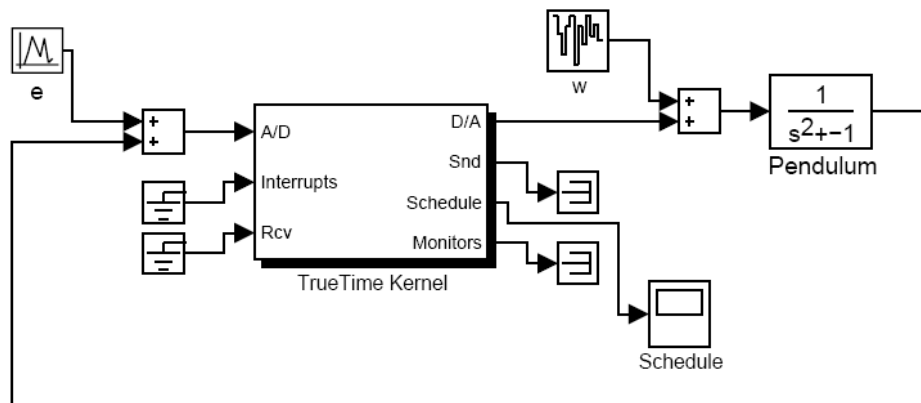 e
w
+
+
A/D
Interrupts
Rcv
D/A
Snd
Schedule
Monitors
TrueTime Kernel
+
+
1
s²+−1
Pendulum
Schedule